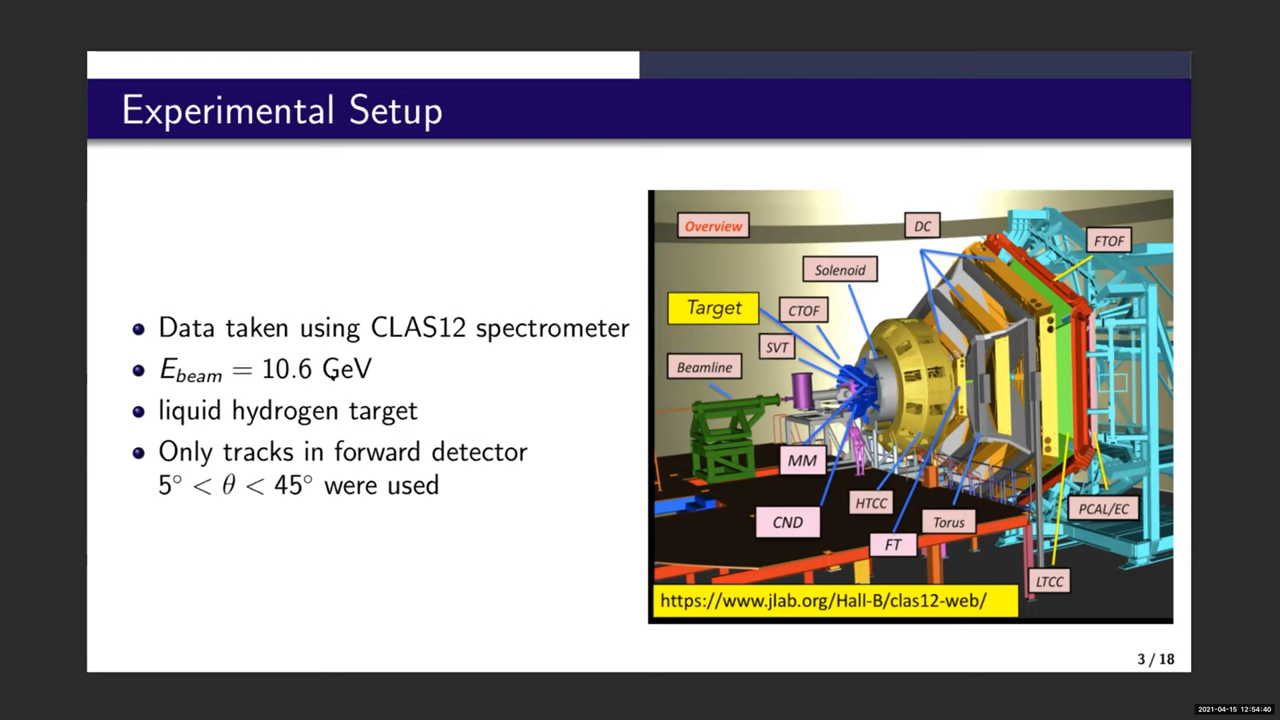 Experimental Setup
Data taken using CLAS12 spectrometer
E_beam = 10.6 GeV
liquid hydrogen target
Only tracks in forward detector
5° < θ < 45° were used
Overview
DC
FTOF
Solenoid
Target
CTOF
SVT
Beamline
MM
HTCC
CND
Torus
PCAL/EC
FT
LTCC
https://www.jlab.org/Hall-B/clas12-web/
3 / 18
2021-04-15 12:54:40